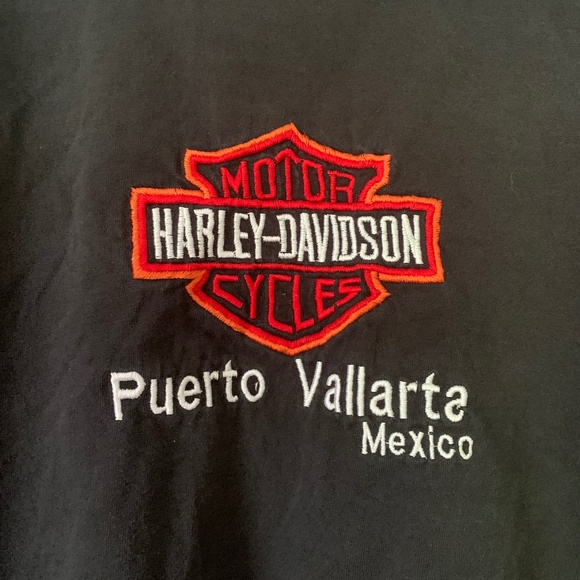 MOTOR
HARLEY-DAVIDSON
CYCLES
Puerto Vallarta
Mexico